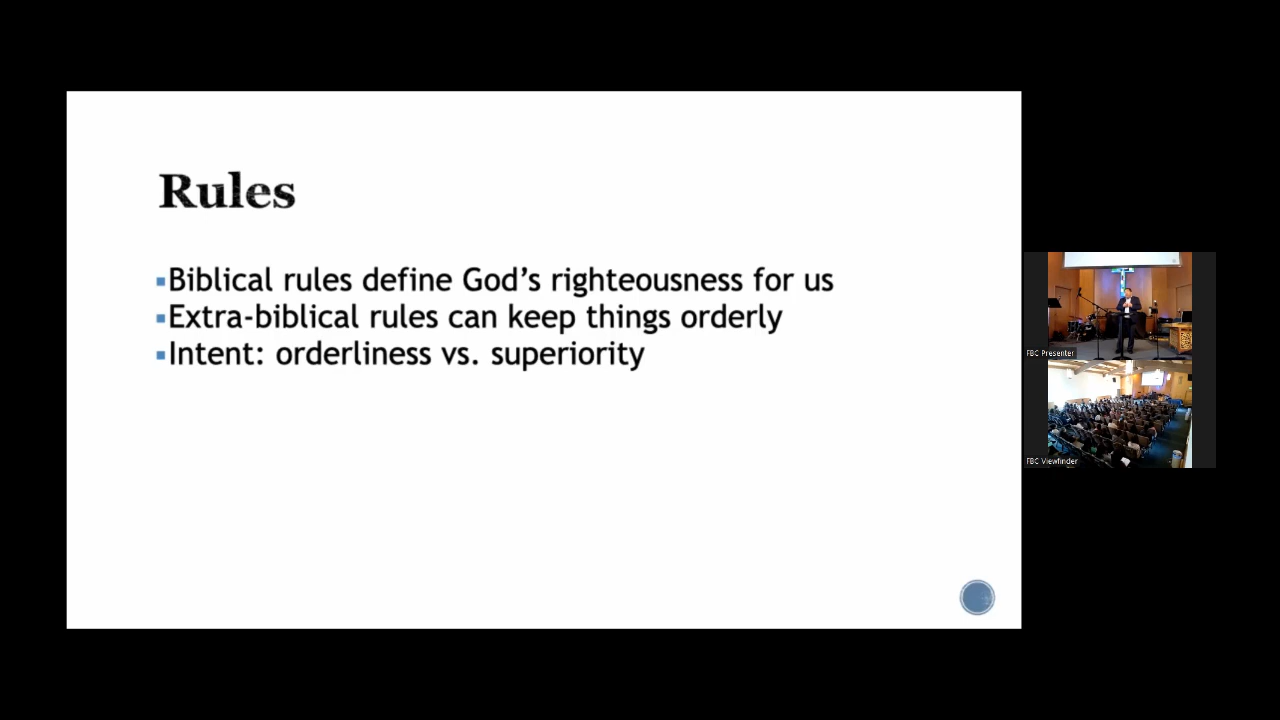 Rules
▪Biblical rules define God’s righteousness for us
▪Extra-biblical rules can keep things orderly
▪Intent: orderliness vs. superiority
FBC Presenter
FBC Viewfinder